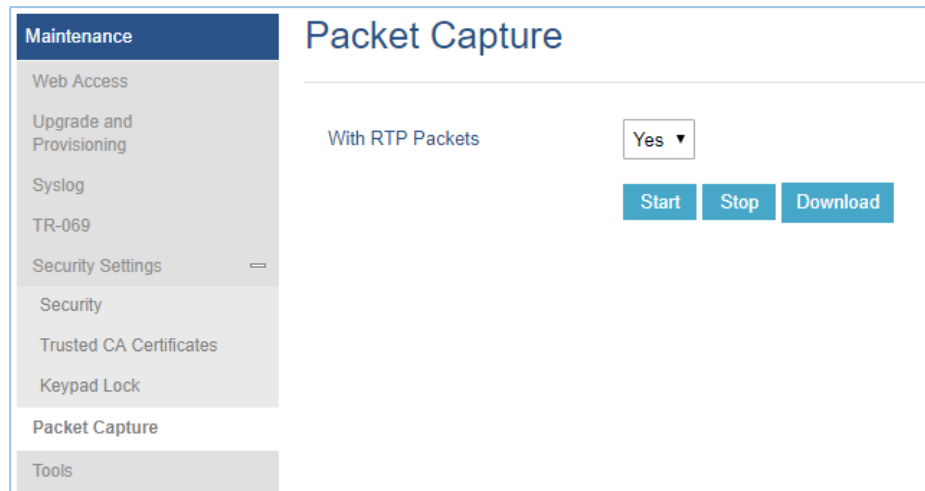 Maintenance
Web Access
Upgrade and
Provisioning
Syslog
TR-069
Security Settings
Security
Trusted CA Certificates
Keypad Lock
Packet Capture
Tools
Packet Capture
With RTP Packets
Yes
Start
Stop
Download